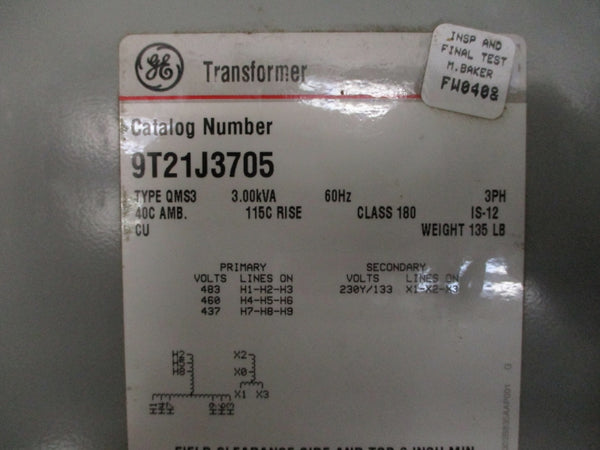 GE Transformer
INSP AND
FINAL TEST
M.BAKER
FW0408
Catalog Number
9T21J3705
TYPE QMS3 3.00kVA 60Hz 3PH
40C AMB. 115C RISE CLASS 180 IS-12
CU WEIGHT 135 LB
PRIMARY SECONDARY
VOLTS LINES ON VOLTS LINES ON
483 H1-H2-H3 230Y/133 X1-X2-X3
460 H4-H5-H6
437 H7-H8-H9
H2 X2
H5
H8 X0
X1 X3